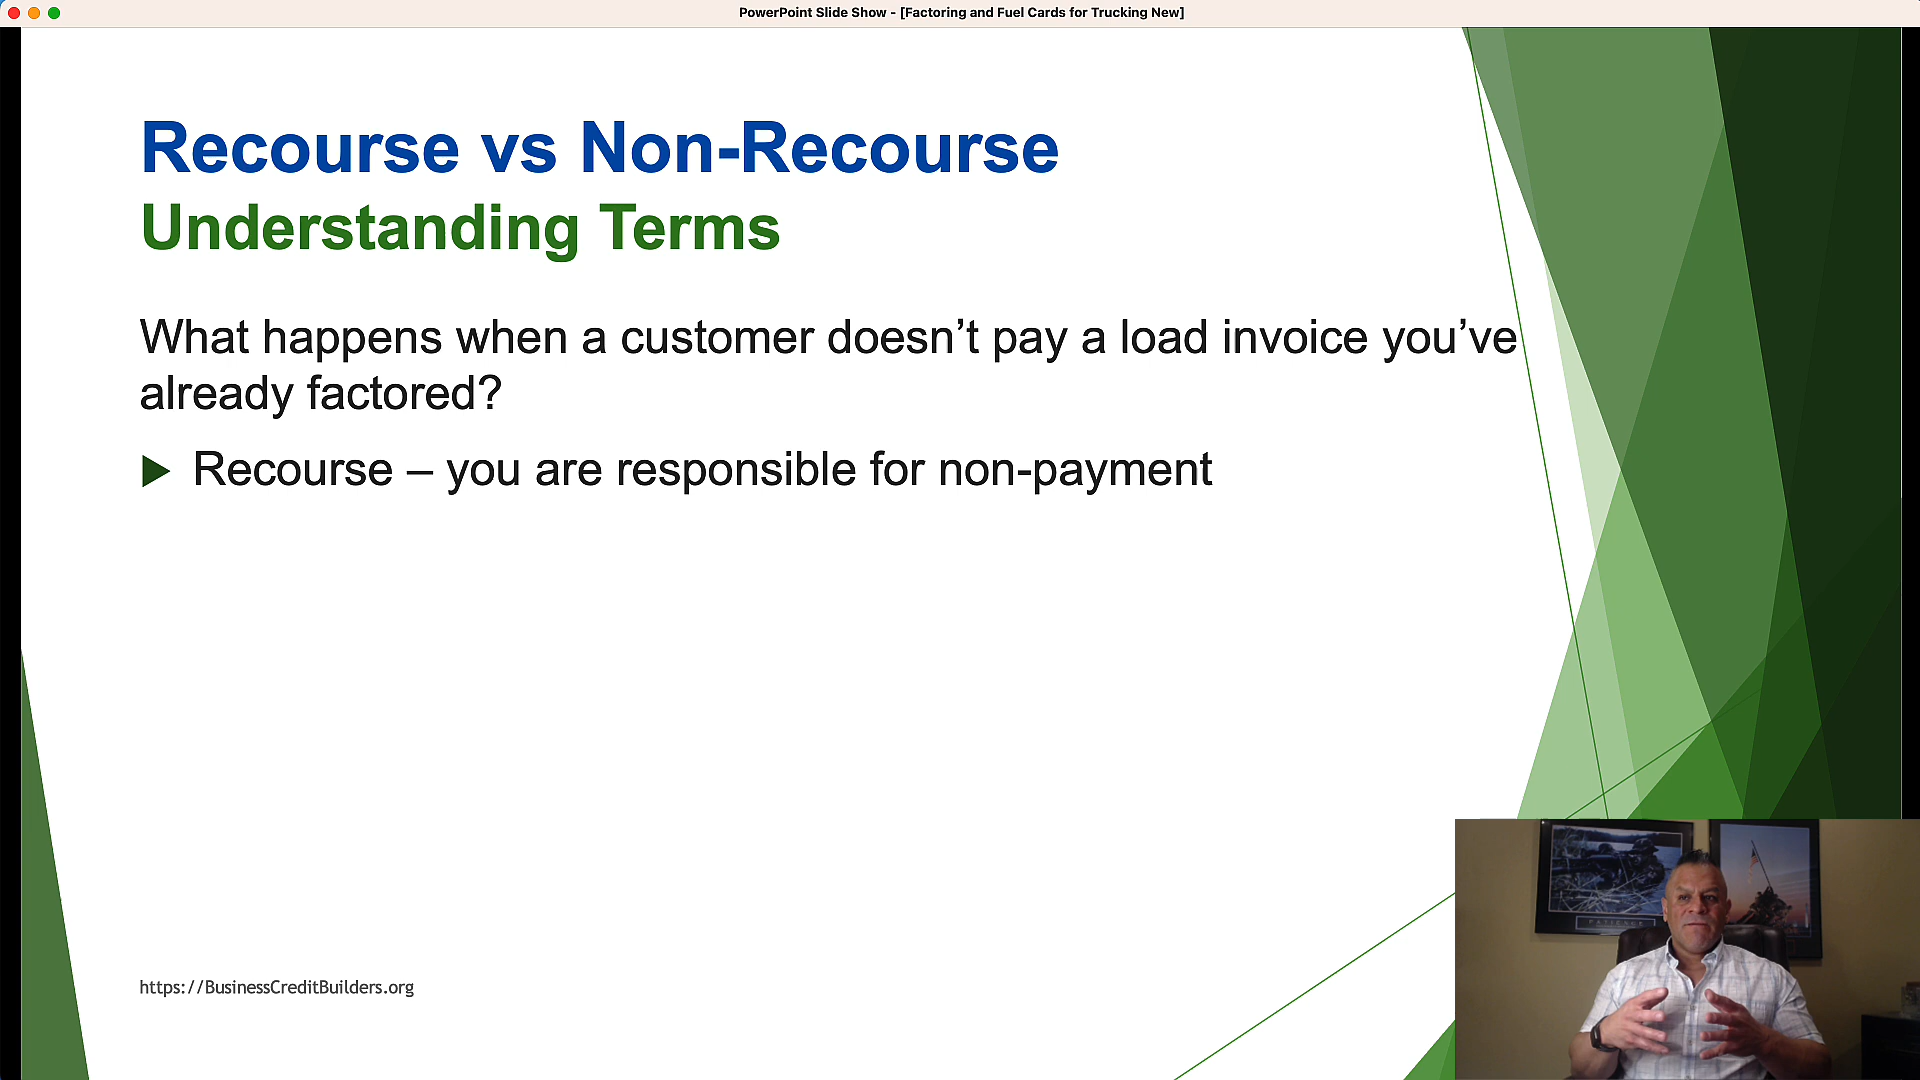 PowerPoint Slide Show - [Factoring and Fuel Cards for Trucking New]
Recourse vs Non-Recourse
Understanding Terms
What happens when a customer doesn’t pay a load invoice you’ve
already factored?
Recourse – you are responsible for non-payment
https://BusinessCreditBuilders.org
PATIENCE